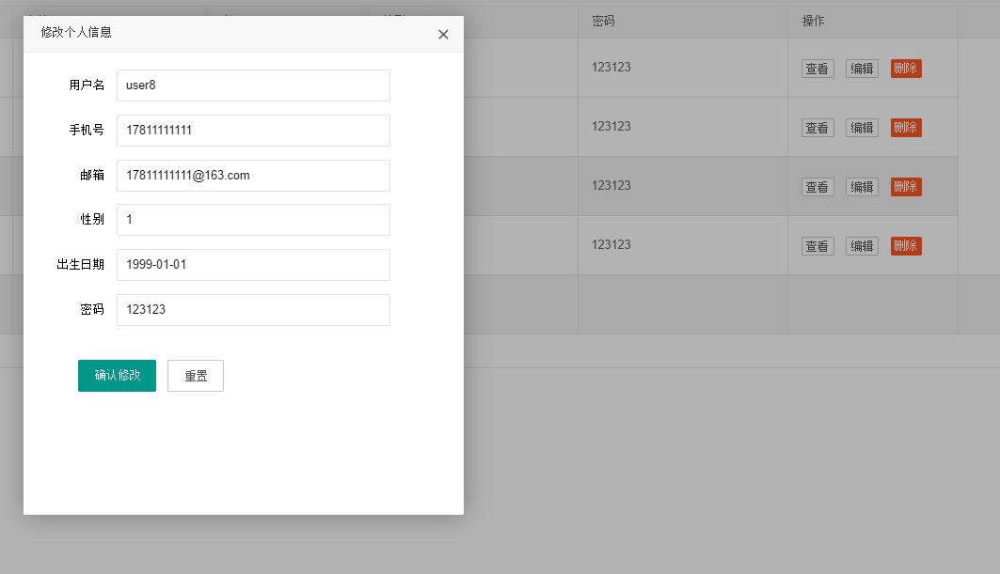 修改个人信息
用户名 user8
手机号 17811111111
邮箱 17811111111@163.com
性别 1
出生日期 1999-01-01
密码 123123
确认修改 重置
密码 操作
123123 查看 编辑 删除
123123 查看 编辑 删除
123123 查看 编辑 删除
123123 查看 编辑 删除